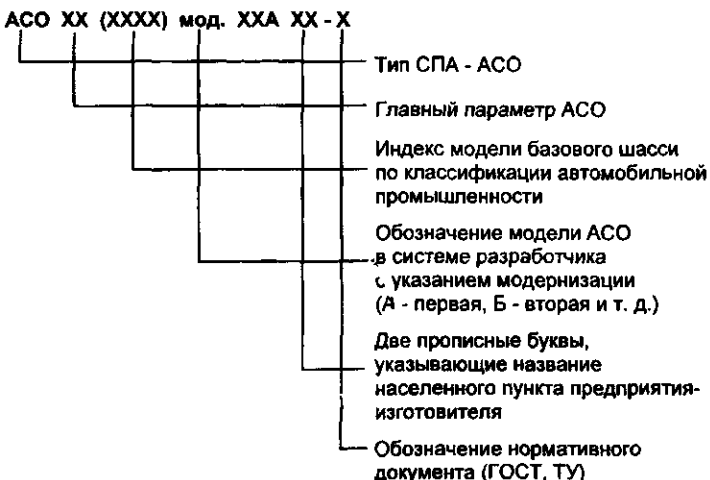 АСО ХХ (ХХХХ) мод. ХХА ХХ - Х
Тип СПА - АСО
Главный параметр АСО
Индекс модели базового шасси
по классификации автомобильной
промышленности
Обозначение модели АСО
в системе разработчика
с указанием модернизации
(А - первая, Б - вторая и т. д.)
Две прописные буквы,
указывающие название
населенного пункта предприятия-
изготовителя
Обозначение нормативного
документа (ГОСТ, ТУ)